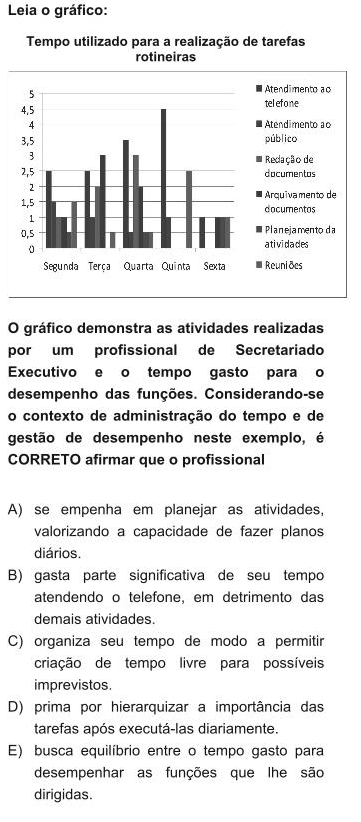 Leia o gráfico:
Tempo utilizado para a realização de tarefas
rotineiras
5
4,5
4
3,5
3
2,5
2
1,5
1
0,5
0
Segunda Terça Quarta Quinta Sexta
Atendimento ao
telefone
Atendimento ao
público
Redação de
documentos
Arquivamento de
documentos
Planejamento da
atividades
Reuniões
O gráfico demonstra as atividades realizadas
por um profissional de Secretariado
Executivo e o tempo gasto para o
desempenho das funções. Considerando-se
o contexto de administração do tempo e de
gestão de desempenho neste exemplo, é
CORRETO afirmar que o profissional
A) se empenha em planejar as atividades,
valorizando a capacidade de fazer planos
diários.
B) gasta parte significativa de seu tempo
atendendo o telefone, em detrimento das
demais atividades.
C) organiza seu tempo de modo a permitir
criação de tempo livre para possíveis
imprevistos.
D) prima por hierarquizar a importância das
tarefas após executá-las diariamente.
E) busca equilíbrio entre o tempo gasto para
desempenhar as funções que lhe são
dirigidas.